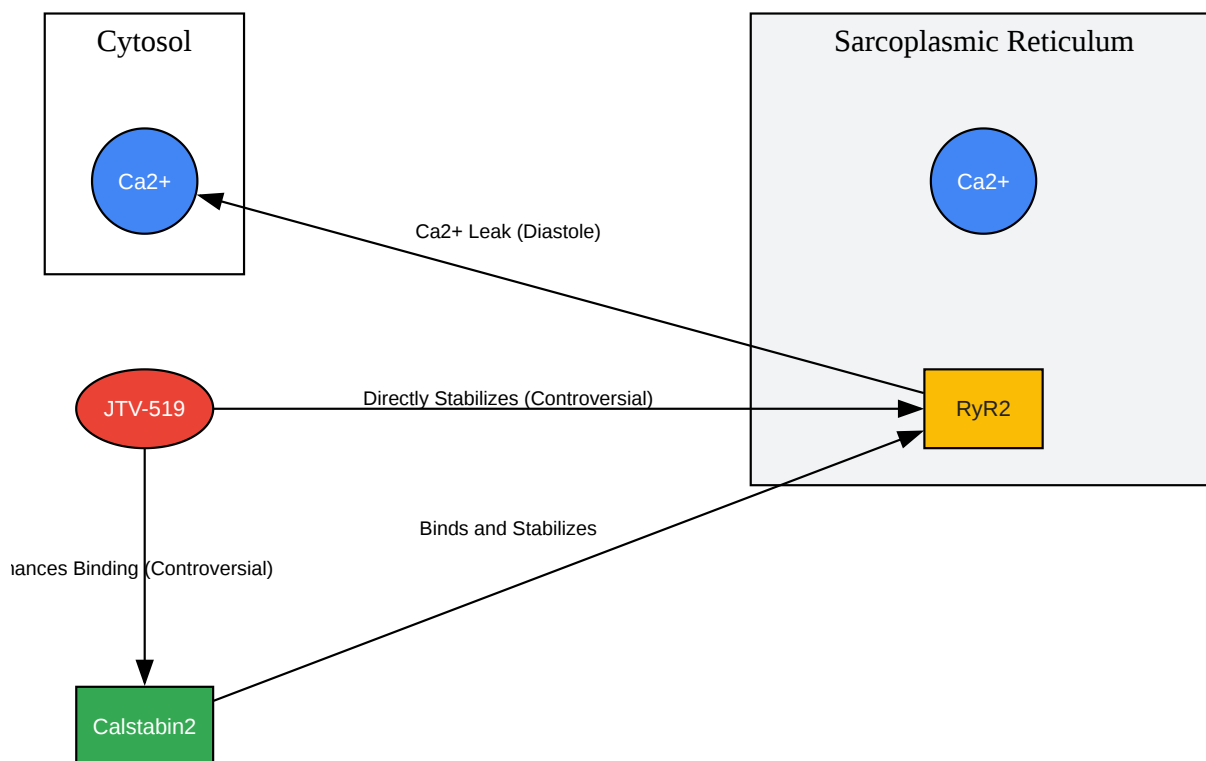 Cytosol
Sarcoplasmic Reticulum
Ca2+
Ca2+
Ca2+ Leak (Diastole)
JTV-519
Directly Stabilizes (Controversial)
RyR2
Binds and Stabilizes
Binding (Controversial)
Calstabin2